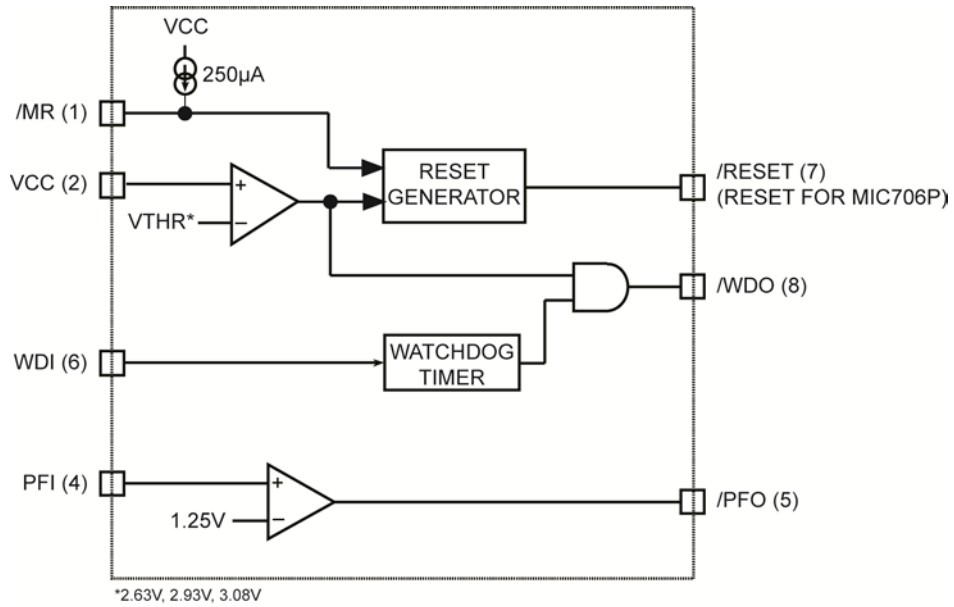 VCC
250µA
/MR (1)
VCC (2)
+
VTHR*
−
RESET
GENERATOR
/RESET (7)
(RESET FOR MIC706P)
/WDO (8)
WDI (6)
WATCHDOG
TIMER
PFI (4)
+
1.25V
−
/PFO (5)
*2.63V, 2.93V, 3.08V